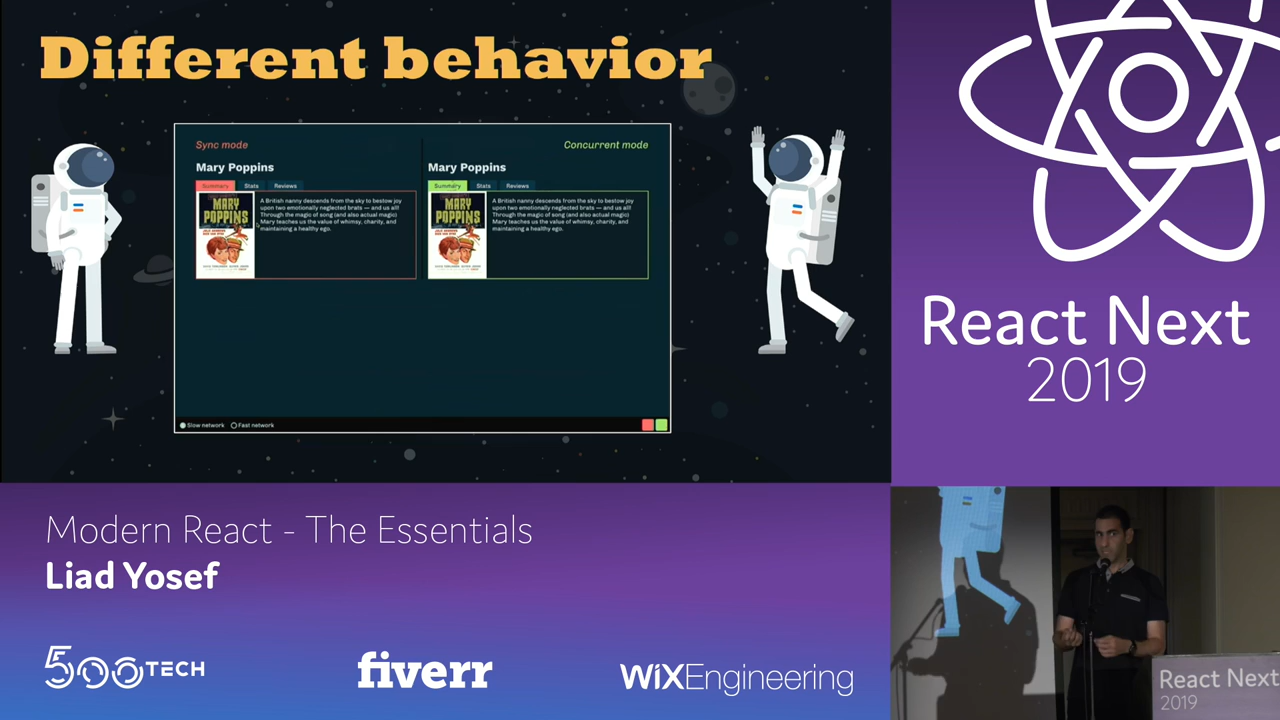 Different behavior
Sync mode
Concurrent mode
Mary Poppins
Summary Stats Reviews
MARY
POPPINS
A British nanny descends from the sky to bestow joy
upon two emotionally neglected brats — and us all!
Through the magic of song (and also actual magic)
Mary teaches us the value of whimsy, charity, and
maintaining a healthy ego.
Mary Poppins
Summary Stats Reviews
MARY
POPPINS
A British nanny descends from the sky to bestow joy
upon two emotionally neglected brats — and us all!
Through the magic of song (and also actual magic)
Mary teaches us the value of whimsy, charity, and
maintaining a healthy ego.
Slow network Fast network
React Next
2019
Modern React - The Essentials
Liad Yosef
500TECH
fiverr
WiXEngineering
React Next
2019